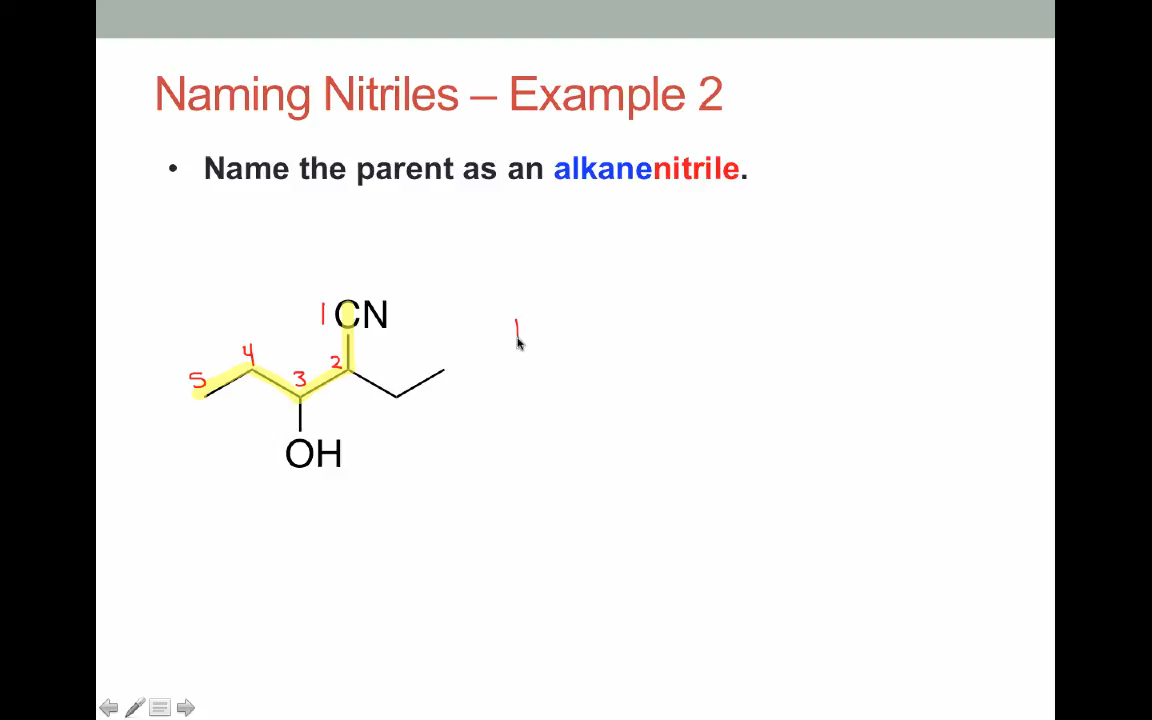 Naming Nitriles – Example 2
• Name the parent as an alkanenitrile.
1 CN
5 4 3 2
OH
1